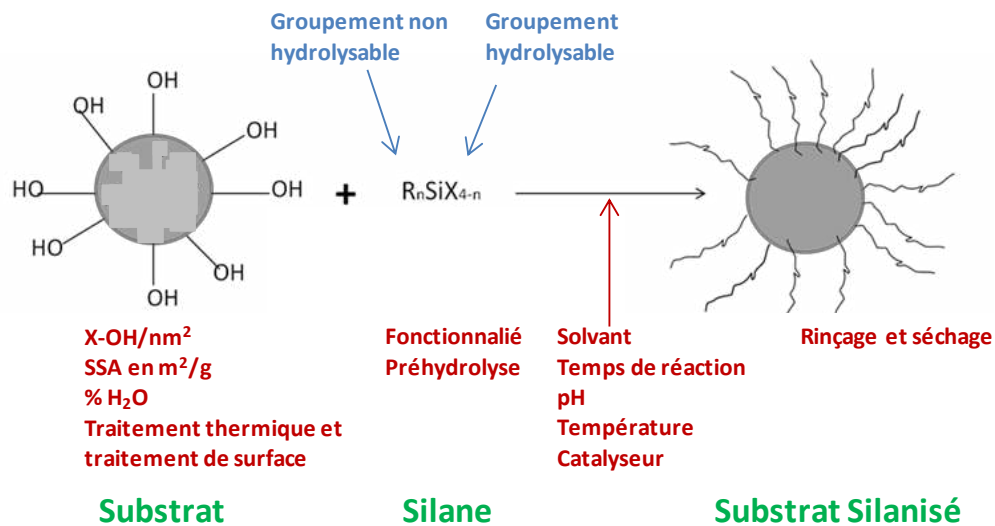 Groupement non
hydrolysable
Groupement
hydrolysable
OH
OH
OH
HO
OH
HO
OH
OH
+
RnSiX4-n
X-OH/nm²
SSA en m²/g
% H₂O
Traitement thermique et
traitement de surface
Fonctionnalié
Préhydrolyse
Solvant
Temps de réaction
pH
Température
Catalyseur
Rinçage et séchage
Substrat
Silane
Substrat Silanisé